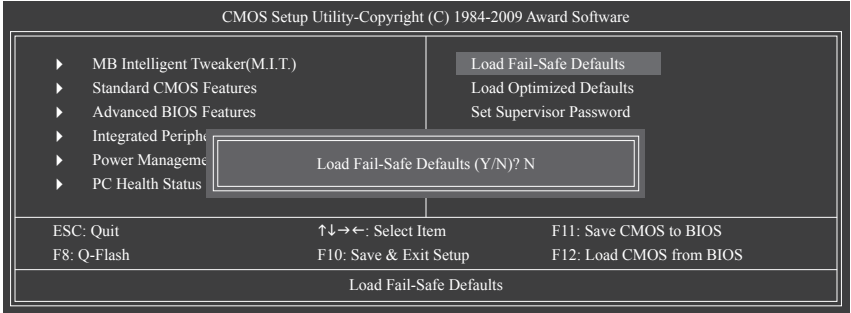 CMOS Setup Utility-Copyright (C) 1984-2009 Award Software
MB Intelligent Tweaker(M.I.T.)
Standard CMOS Features
Advanced BIOS Features
Integrated Periphe
Power Manageme
PC Health Status
Load Fail-Safe Defaults
Load Optimized Defaults
Set Supervisor Password
Load Fail-Safe Defaults (Y/N)? N
ESC: Quit
↑↓→←: Select Item
F11: Save CMOS to BIOS
F8: Q-Flash
F10: Save & Exit Setup
F12: Load CMOS from BIOS
Load Fail-Safe Defaults